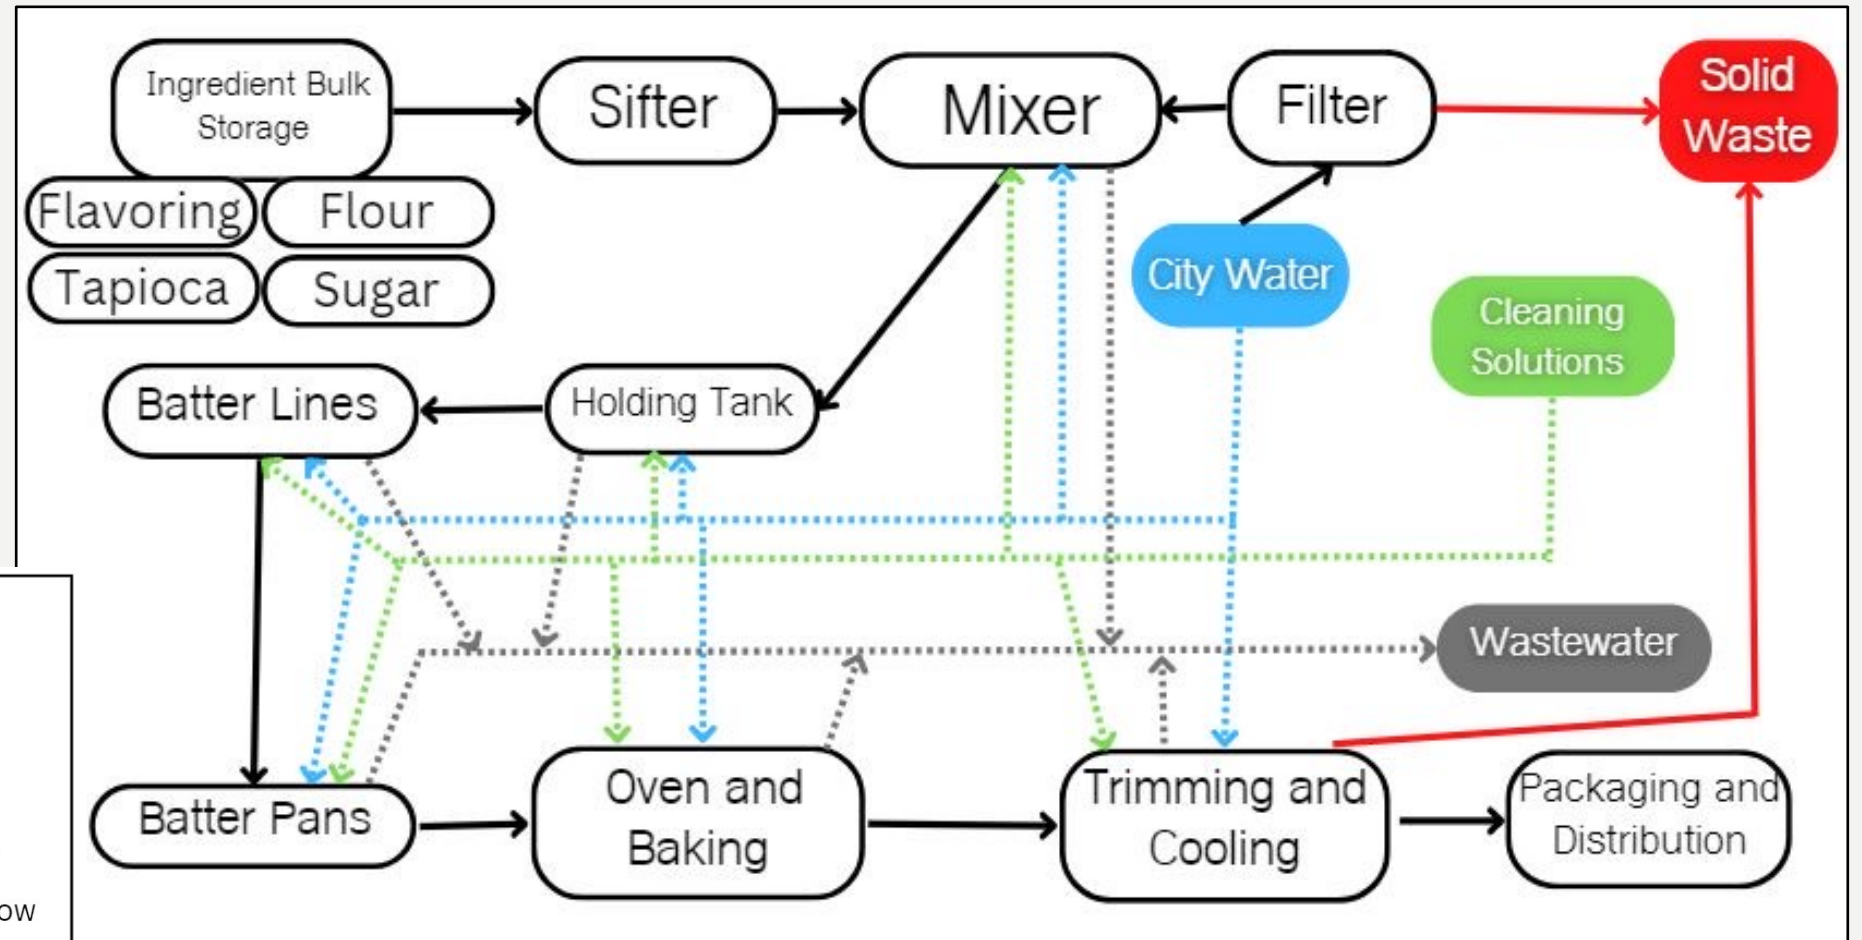 Ingredient Bulk
Storage
Sifter
Mixer
Filter
Solid
Waste
Flavoring
Flour
Tapioca
Sugar
City Water
Cleaning
Solutions
Batter Lines
Holding Tank
Wastewater
Batter Pans
Oven and
Baking
Trimming and
Cooling
Packaging and
Distribution
ow